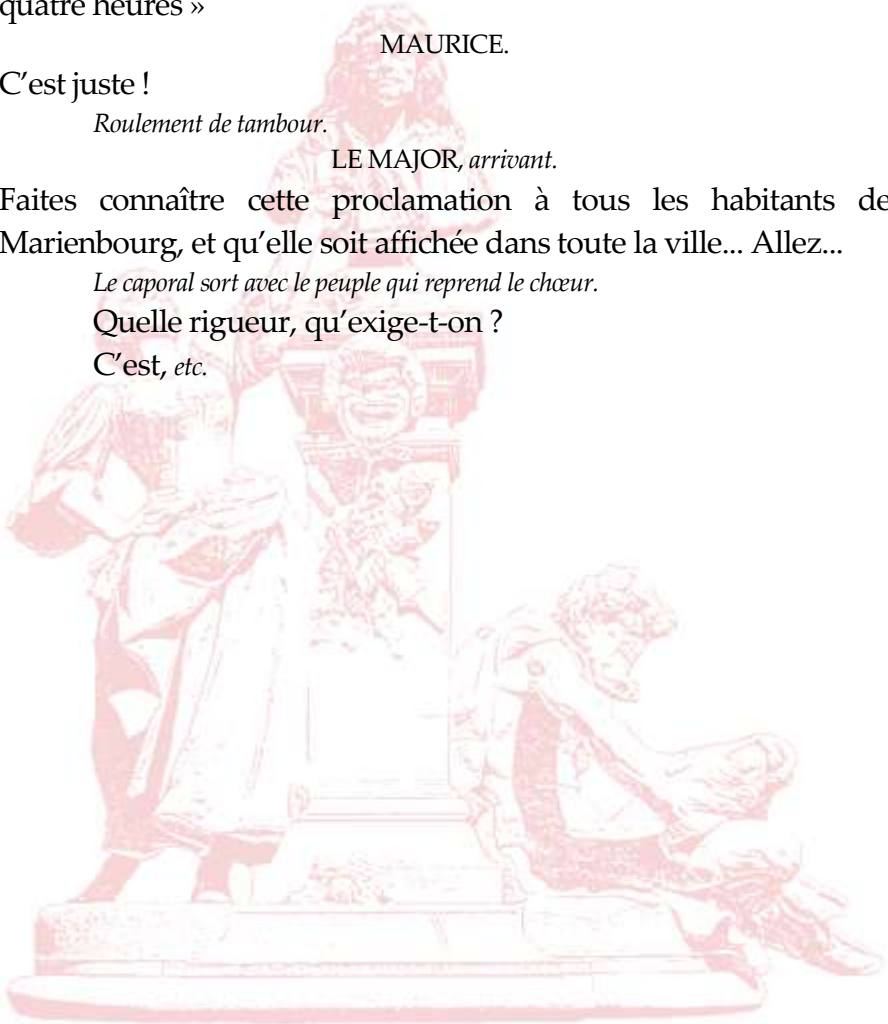 quatre heures »
MAURICE.
C’est juste !
Roulement de tambour.
LE MAJOR, arrivant.
Faites connaître cette proclamation à tous les habitants de
Marienbourg, et qu’elle soit affichée dans toute la ville... Allez...
Le caporal sort avec le peuple qui reprend le chœur.
Quelle rigueur, qu’exige-t-on ?
C’est, etc.